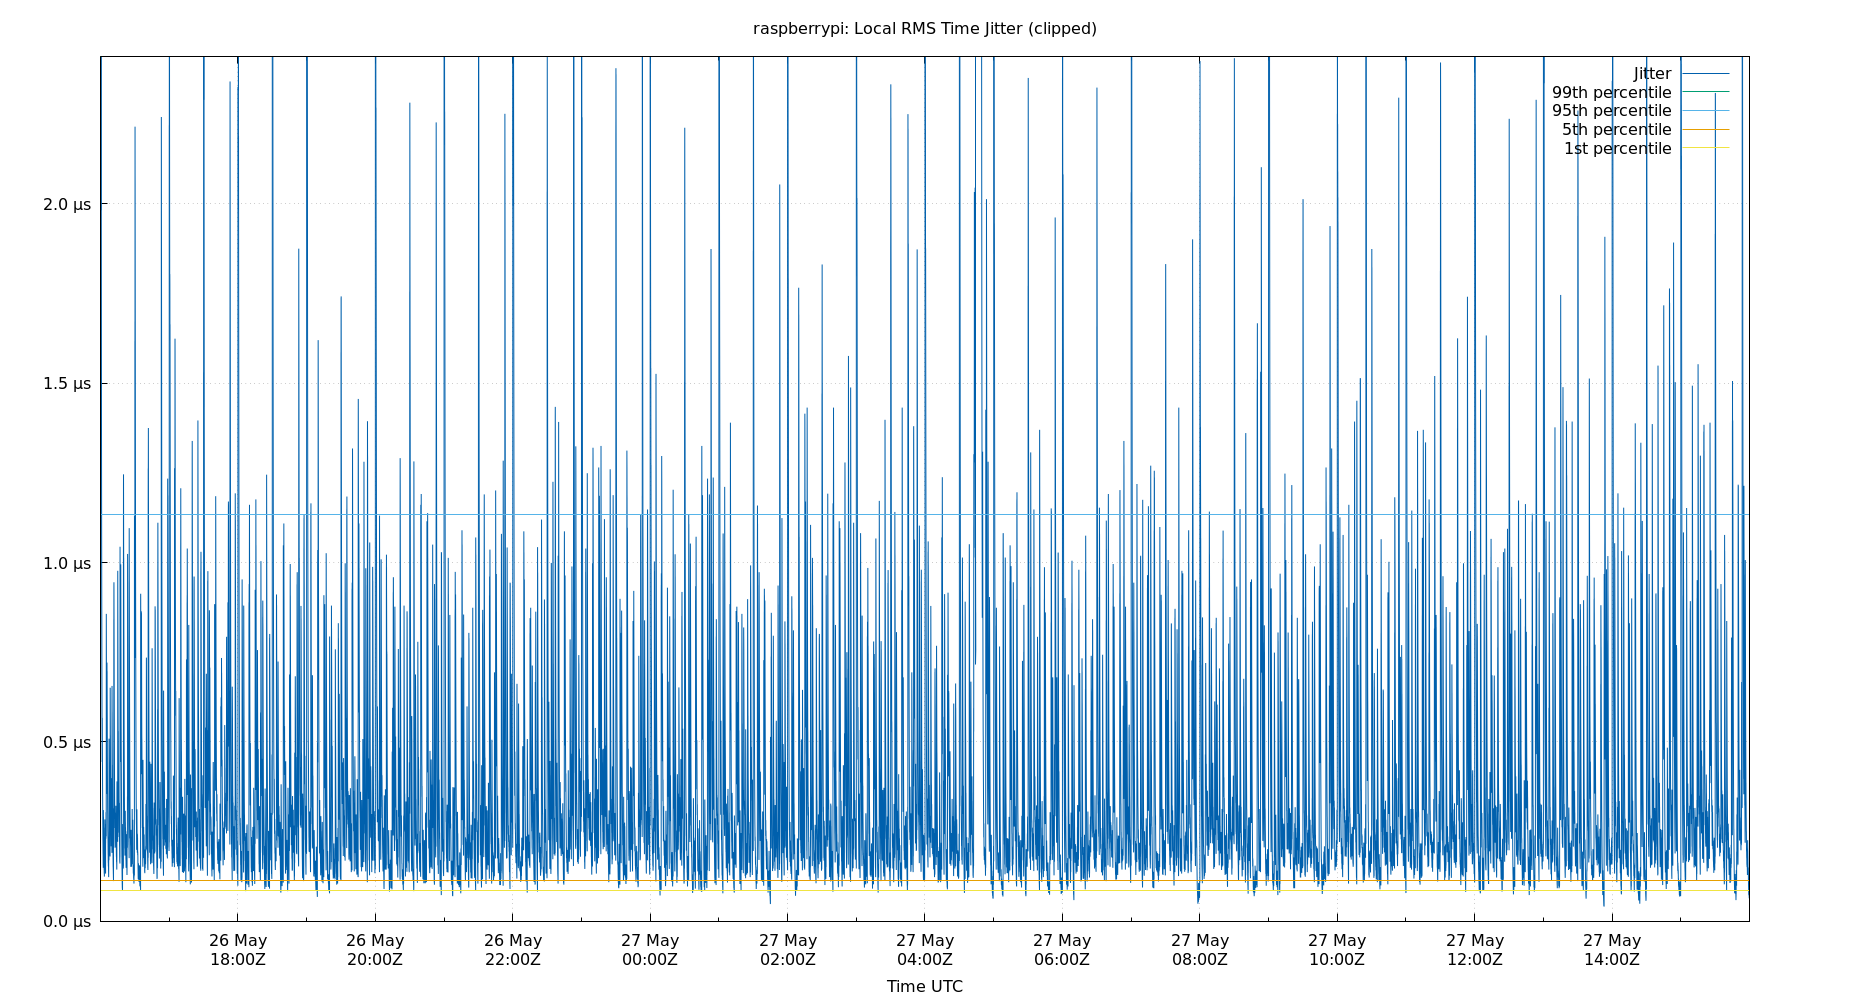 raspberrypi: Local RMS Time Jitter (clipped)
Jitter
99th percentile
95th percentile
5th percentile
1st percentile
2.0 µs
1.5 µs
1.0 µs
0.5 µs
0.0 µs
26 May 26 May 26 May 27 May 27 May 27 May 27 May 27 May 27 May 27 May 27 May
18:00Z 20:00Z 22:00Z 00:00Z 02:00Z 04:00Z 06:00Z 08:00Z 10:00Z 12:00Z 14:00Z
Time UTC